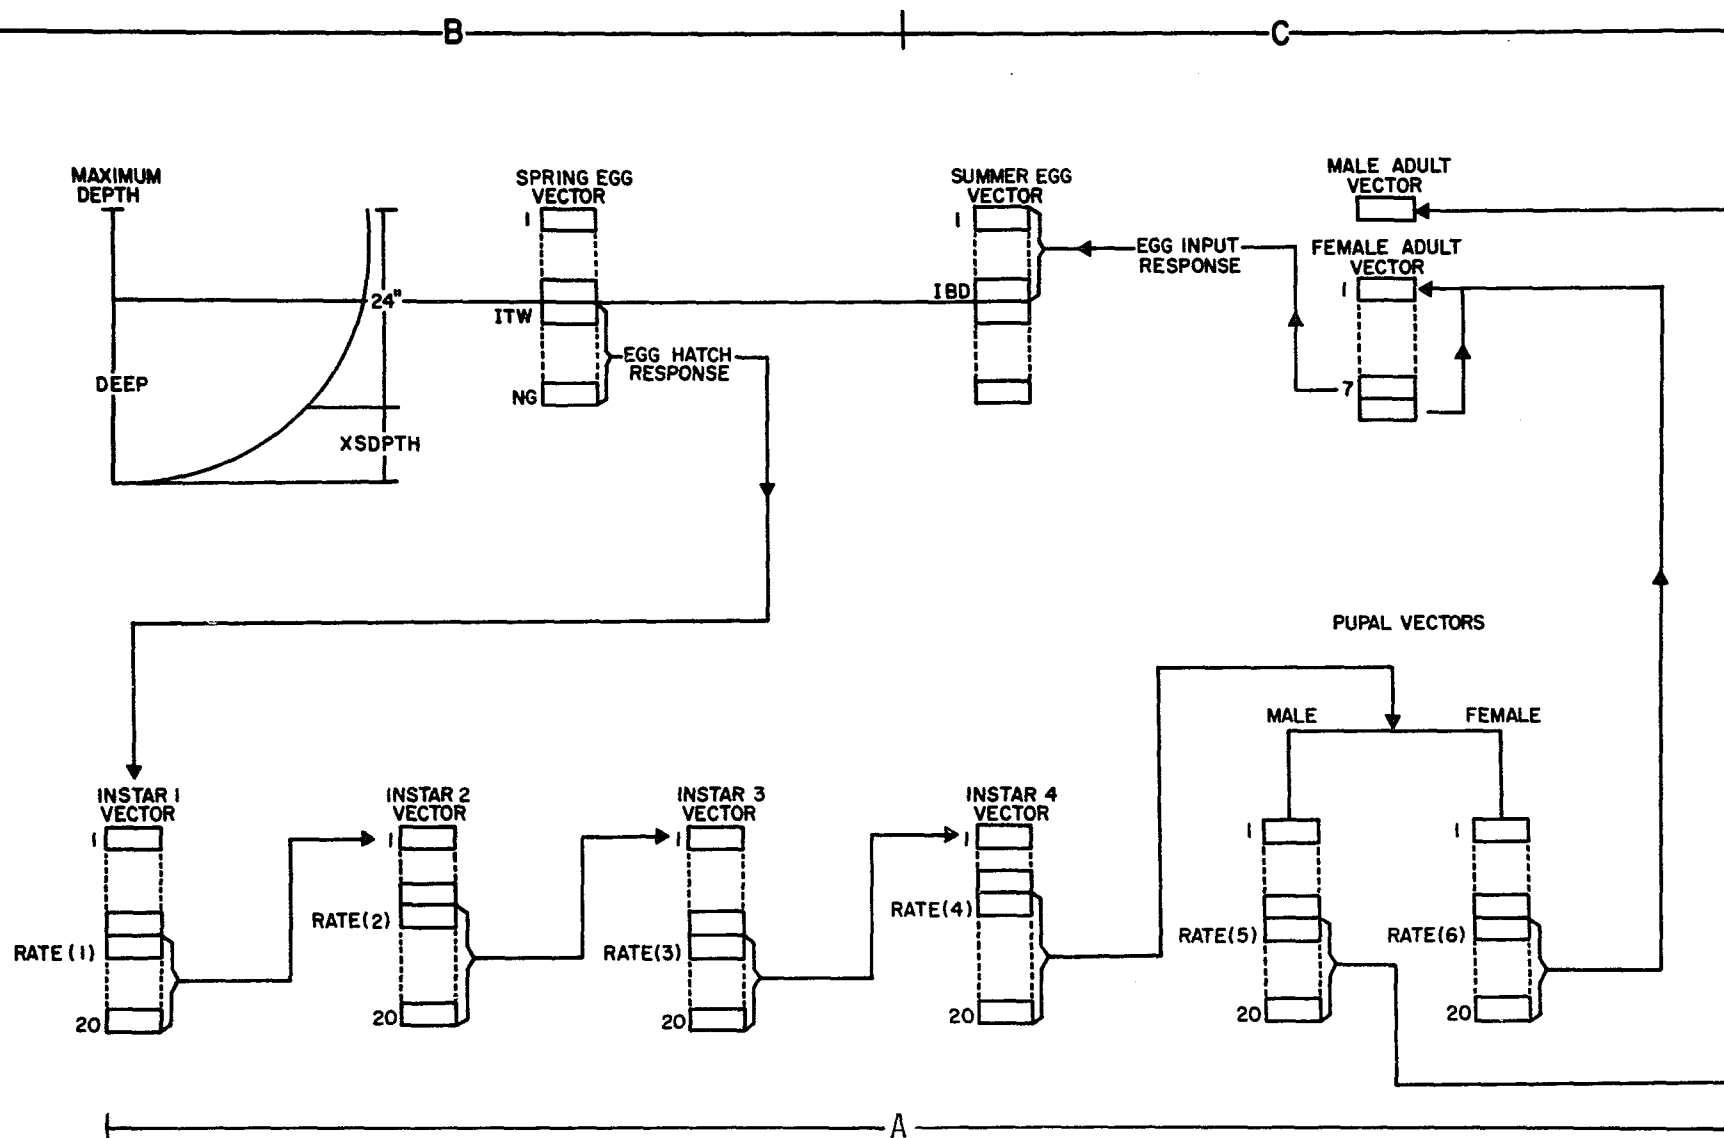 B
C
MAXIMUM
DEPTH
24"
DEEP
XSDPTH
SPRING EGG
VECTOR
1
ITW
NG
EGG HATCH
RESPONSE
SUMMER EGG
VECTOR
1
IBD
EGG INPUT
RESPONSE
MALE ADULT
VECTOR
FEMALE ADULT
VECTOR
1
7
PUPAL VECTORS
MALE
FEMALE
INSTAR 1
VECTOR
1
RATE(1)
20
INSTAR 2
VECTOR
1
RATE(2)
20
INSTAR 3
VECTOR
1
RATE(3)
20
INSTAR 4
VECTOR
1
RATE(4)
20
1
RATE(5)
20
1
RATE(6)
20
A